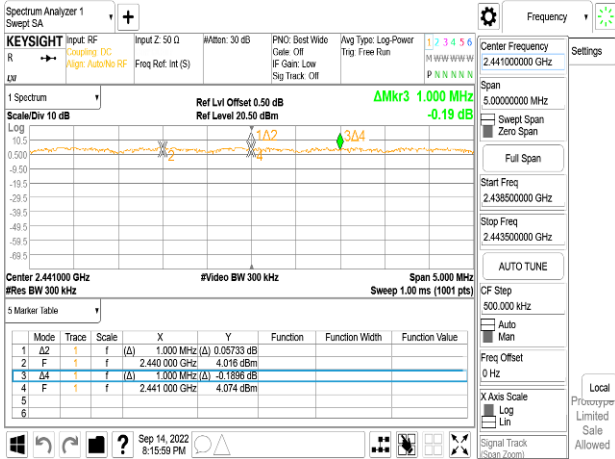 Spectrum Analyzer 1
Swept SA
Frequency
KEYSIGHT
R
Input: RF
Coupling: DC
Align: Auto/No RF
Input Z: 50 Ω
Freq Ref: Int (S)
#Atten: 30 dB
PNO: Best Wide
Gate: Off
IF Gain: Low
Sig Track: Off
Avg Type: Log-Power
Trig: Free Run
1 2 3 4 5 6
M W W W W W
P N N N N N
1 Spectrum
Scale/Div 10 dB
Ref Lvl Offset 0.50 dB
Ref Level 20.50 dBm
ΔMkr3 1.000 MHz
-0.19 dB
Log
10.5
0.500
-9.50
-19.5
-29.5
-39.5
-49.5
-59.5
-69.5
2
1Δ2
4
3Δ4
Center 2.441000 GHz
#Res BW 300 kHz
#Video BW 300 kHz
Span 5.000 MHz
Sweep 1.00 ms (1001 pts)
5 Marker Table
Mode Trace Scale X Y Function Function Width Function Value
1 Δ2 1 f (Δ) 1.000 MHz (Δ) 0.05733 dB
2 F 1 f 2.440 000 GHz 4.016 dBm
3 Δ4 1 f (Δ) 1.000 MHz (Δ) -0.1896 dB
4 F 1 f 2.441 000 GHz 4.074 dBm
5
6
Sep 14, 2022
8:15:59 PM
Center Frequency
2.441000000 GHz
Settings
Span
5.00000000 MHz
Swept Span
Zero Span
Full Span
Start Freq
2.438500000 GHz
Stop Freq
2.443500000 GHz
AUTO TUNE
CF Step
500.000 kHz
Auto
Man
Freq Offset
0 Hz
X Axis Scale
Log
Lin
Signal Track
(Span Zoom)
Local
Prototype
Limited
Sale
Allowed